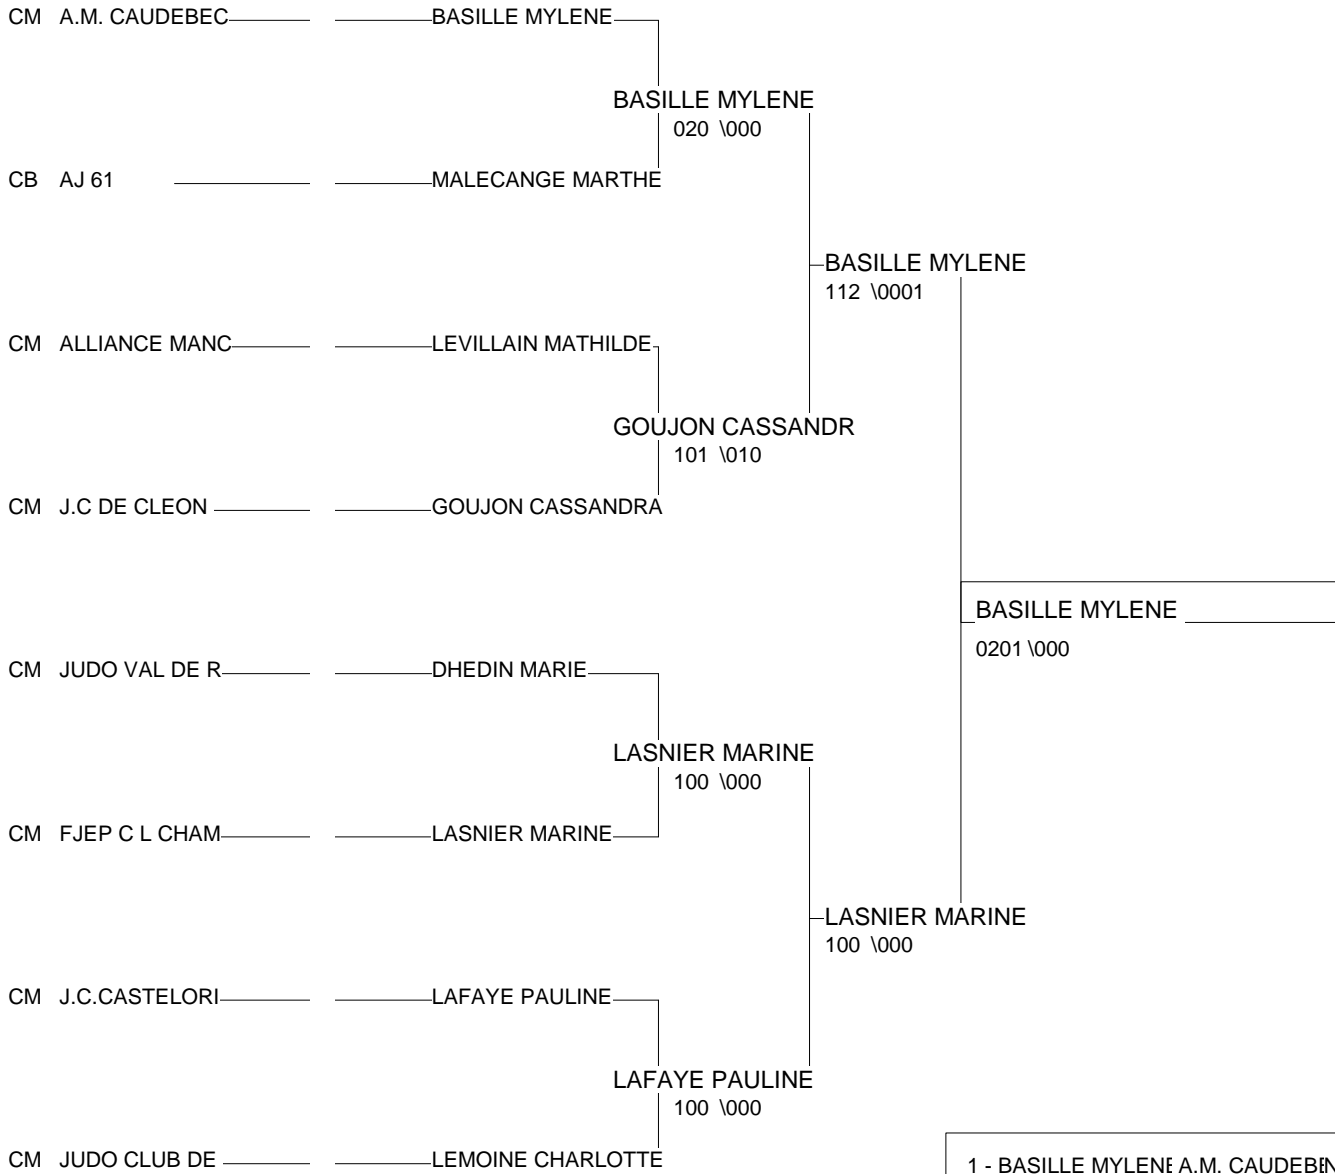 CM A.M. CAUDEBEC BASILLE MYLENE
BASILLE MYLENE
020 \000
CB AJ 61 MALECANGE MARTHE
BASILLE MYLENE
112 \0001
CM ALLIANCE MANC LEVILLAIN MATHILDE
GOUJON CASSANDR
101 \010
CM J.C DE CLEON GOUJON CASSANDRA
BASILLE MYLENE
0201 \000
CM JUDO VAL DE R DHEDIN MARIE
LASNIER MARINE
100 \000
CM FJEP C L CHAM LASNIER MARINE
LASNIER MARINE
100 \000
CM J.C.CASTELORI LAFAYE PAULINE
LAFAYE PAULINE
100 \000
CM JUDO CLUB DE LEMOINE CHARLOTTE
1 - BASILLE MYLENE A.M. CAUDEBEN